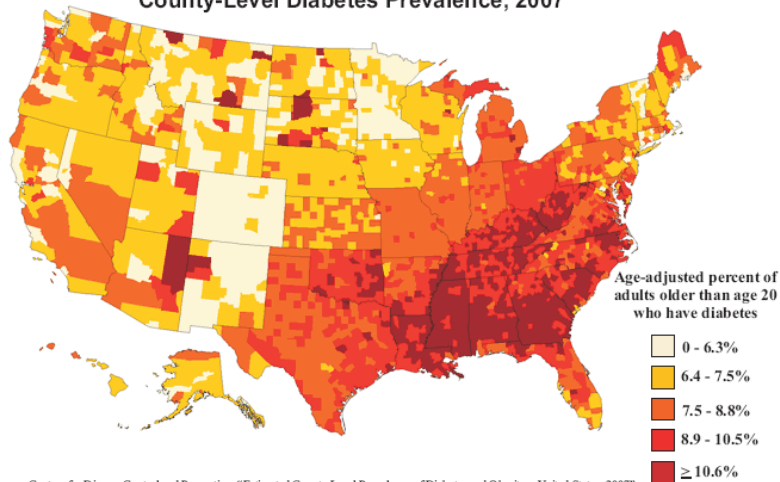 County-Level Diabetes Prevalence, 2007
Age-adjusted percent of
adults older than age 20
who have diabetes
0 - 6.3%
6.4 - 7.5%
7.5 - 8.8%
8.9 - 10.5%
≥ 10.6%